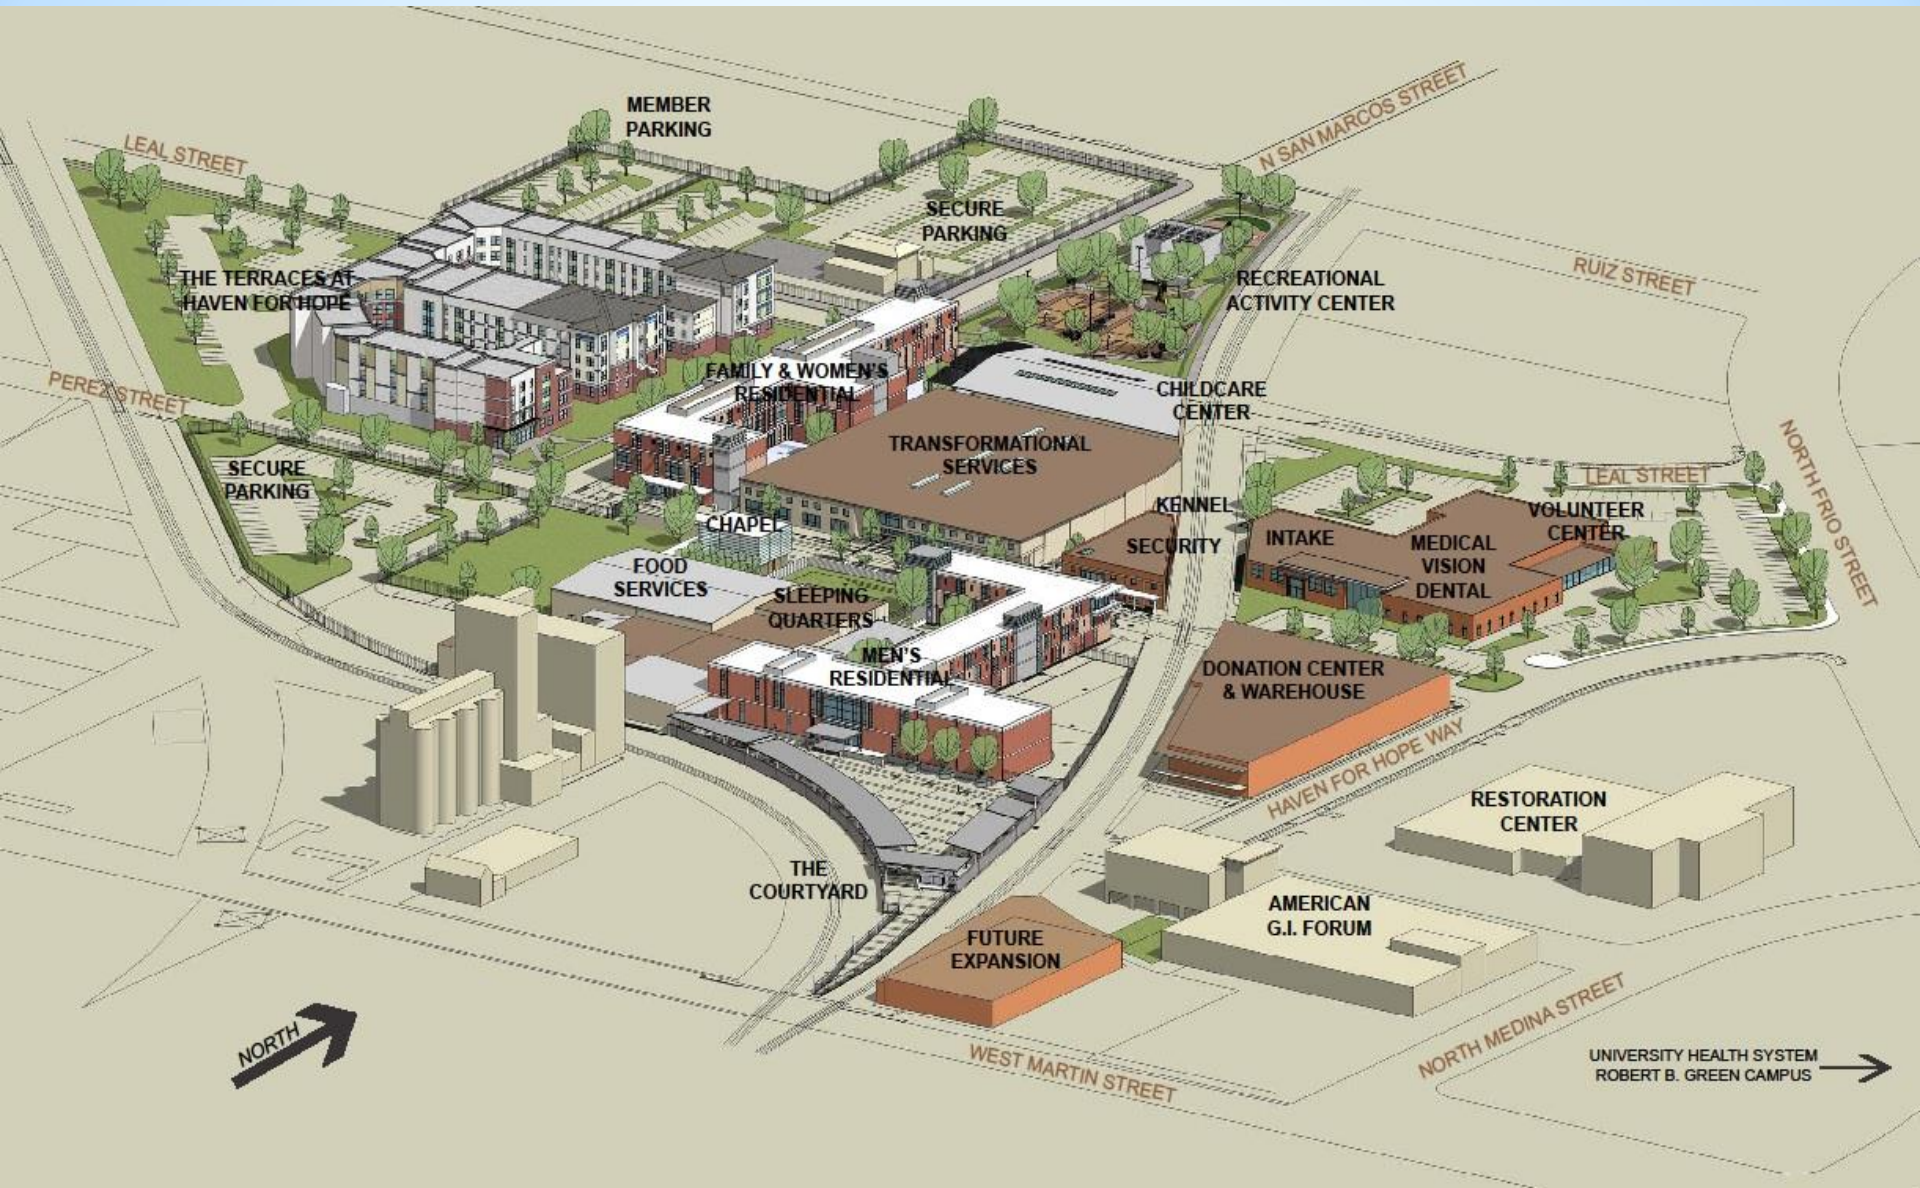 MEMBER
PARKING
N SAN MARCOS STREET
LEAL STREET
SECURE
PARKING
RUIZ STREET
THE TERRACES AT
HAVEN FOR HOPE
RECREATIONAL
ACTIVITY CENTER
PEREZ STREET
FAMILY & WOMEN'S
RESIDENTIAL
CHILDCARE
CENTER
TRANSFORMATIONAL
SERVICES
SECURE
PARKING
LEAL STREET
NORTH FRIO STREET
KENNEL
VOLUNTEER
CENTER
CHAPEL
SECURITY
INTAKE
MEDICAL
VISION
DENTAL
FOOD
SERVICES
SLEEPING
QUARTERS
MEN'S
RESIDENTIAL
DONATION CENTER
& WAREHOUSE
HAVEN FOR HOPE WAY
RESTORATION
CENTER
THE
COURTYARD
AMERICAN
G.I. FORUM
FUTURE
EXPANSION
NORTH
WEST MARTIN STREET
NORTH MEDINA STREET
UNIVERSITY HEALTH SYSTEM
ROBERT B. GREEN CAMPUS